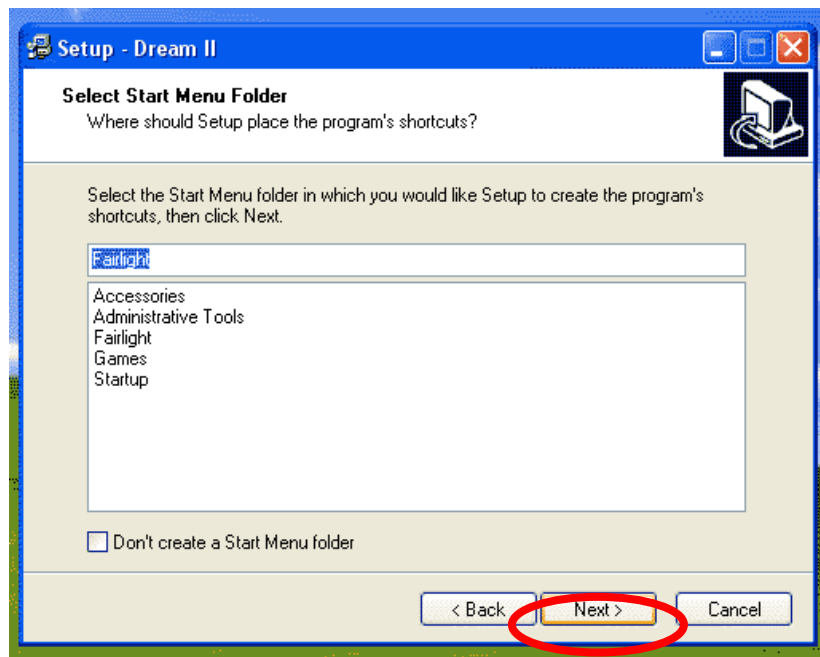 Setup - Dream II
Select Start Menu Folder
Where should Setup place the program's shortcuts?
Select the Start Menu folder in which you would like Setup to create the program's
shortcuts, then click Next.
Fairlight
Accessories
Administrative Tools
Fairlight
Games
Startup
Don't create a Start Menu folder
< Back
Next >
Cancel